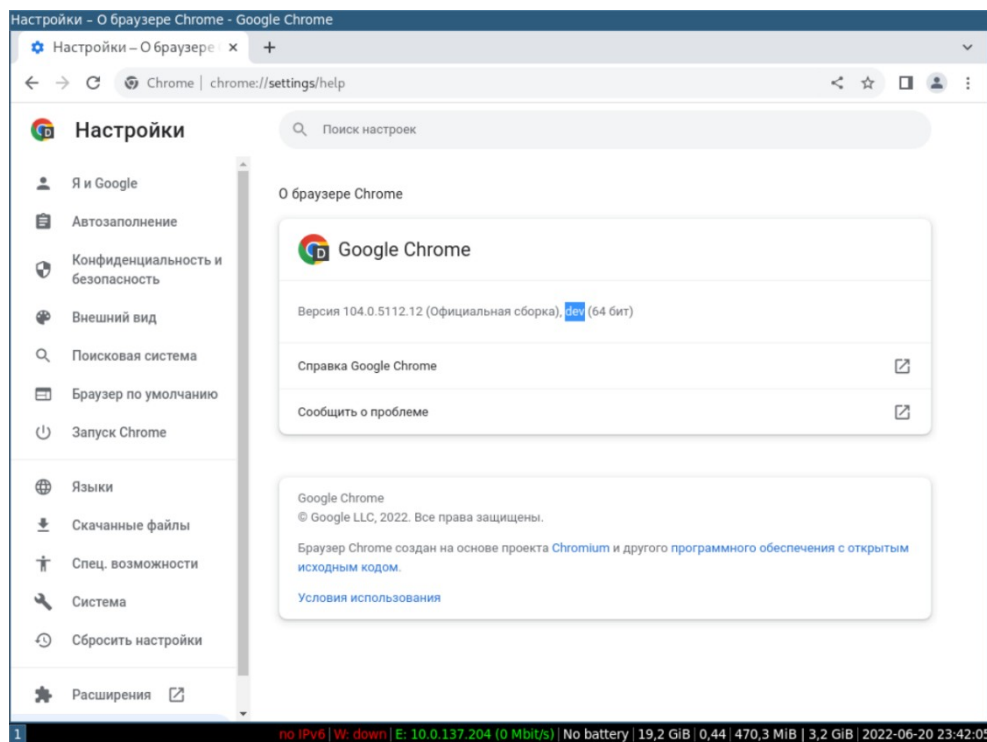 Настройки – О браузере Chrome - Google Chrome
Настройки – О браузере
Chrome | chrome://settings/help
Настройки
Поиск настроек
Я и Google
Автозаполнение
Конфиденциальность и
безопасность
Внешний вид
Поисковая система
Браузер по умолчанию
Запуск Chrome
Языки
Скачанные файлы
Спец. возможности
Система
Сбросить настройки
Расширения
О браузере Chrome
Google Chrome
Версия 104.0.5112.12 (Официальная сборка), dev (64 бит)
Справка Google Chrome
Сообщить о проблеме
Google Chrome
© Google LLC, 2022. Все права защищены.
Браузер Chrome создан на основе проекта Chromium и другого программного обеспечения с открытым
исходным кодом.
Условия использования
1 no IPv6 | W: down | E: 10.0.137.204 (0 Mbit/s) | No battery | 19,2 GiB | 0,44 | 470,3 MiB | 3,2 GiB | 2022-06-20 23:42:05